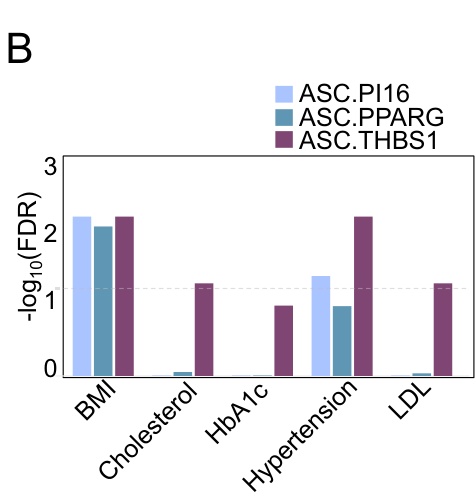 B
ASC.PI16
ASC.PPARG
ASC.THBS1
-log₁₀(FDR)
3
2
1
0
BMI
Cholesterol
HbA1c
Hypertension
LDL